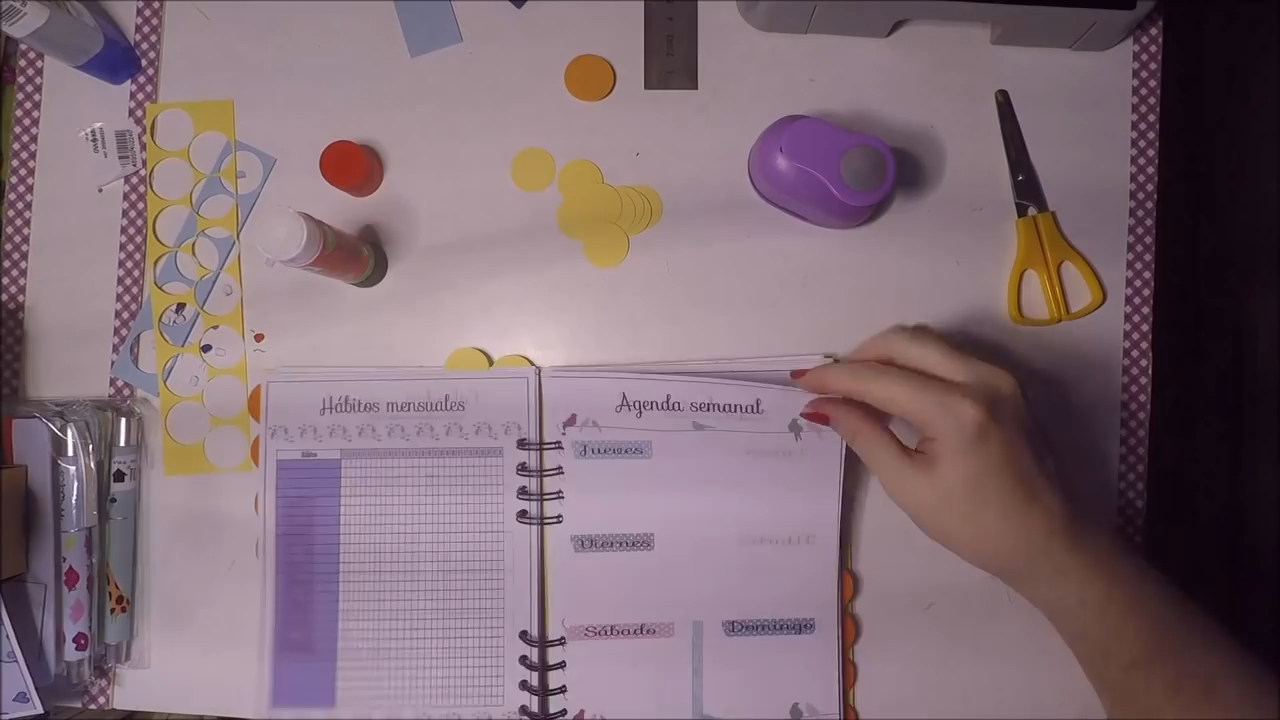 Hábitos mensuales
Agenda semanal
Jueves
Viernes
Sábado
Domingo